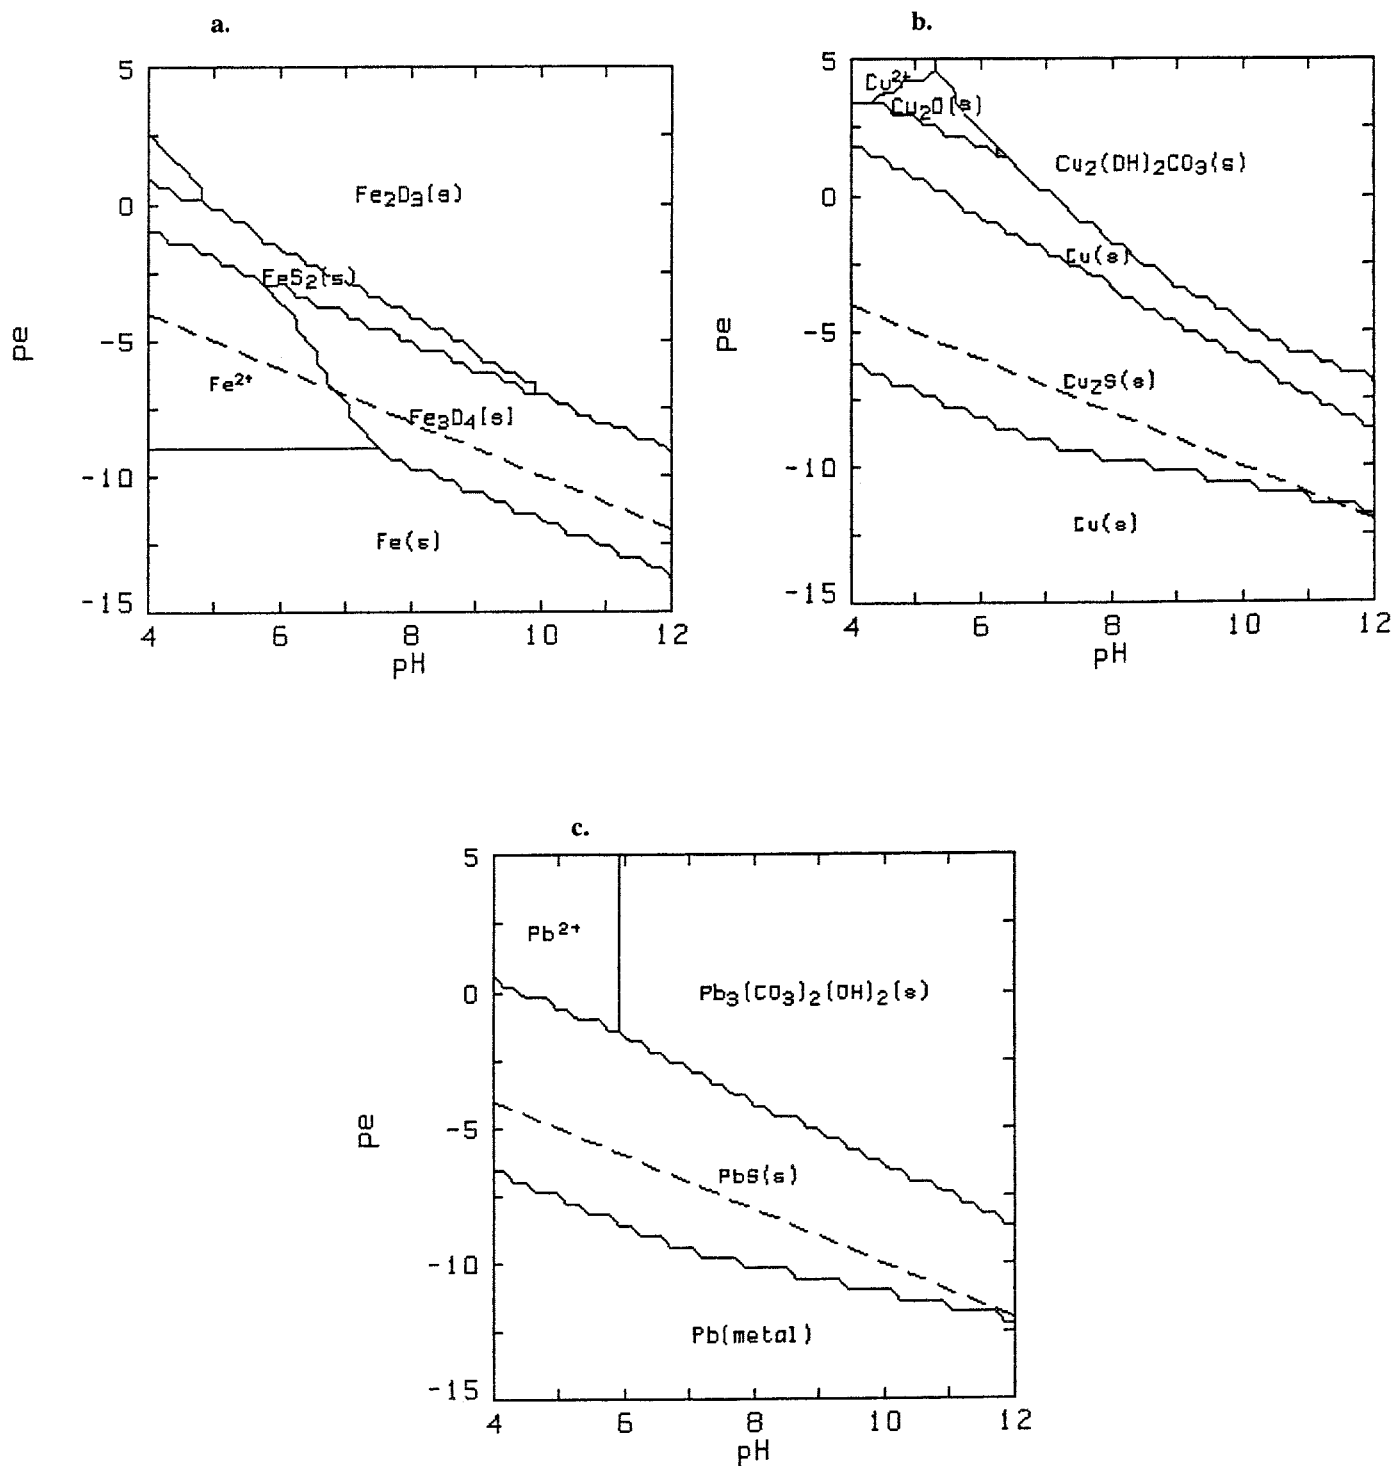 a.
5
0
-5
-10
-15
pe
Fe₂O₃(s)
FeS₂(s)
Fe²⁺
Fe₃O₄(s)
Fe(s)
4 6 8 10 12
pH
b.
5
0
-5
-10
-15
pe
Cu²⁺
Cu₂O(s)
Cu₂(OH)₂CO₃(s)
Cu(s)
Cu₂S(s)
Cu(s)
4 6 8 10 12
pH
c.
5
0
-5
-10
-15
pe
Pb²⁺
Pb₃(CO₃)₂(OH)₂(s)
PbS(s)
Pb(metal)
4 6 8 10 12
pH